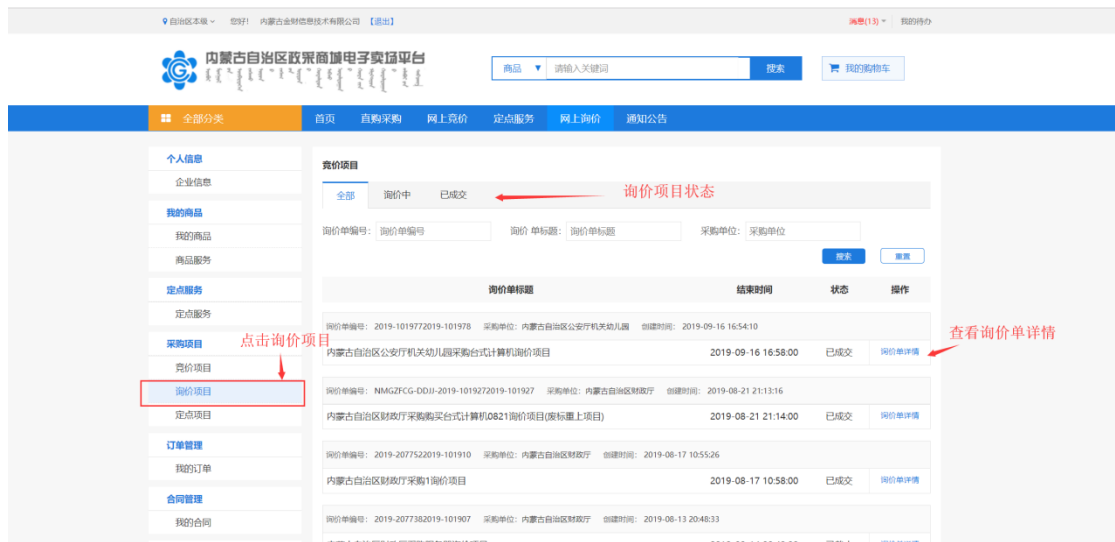 自治区本级 您好! 内蒙古金财信息技术有限公司 【退出】 消息(13) 我的待办
内蒙古自治区政采商城电子卖场平台
商品 ▼ 请输入关键词 搜索 我的购物车
全部分类 首页 直购采购 网上竞价 定点服务 网上询价 通知公告
个人信息
企业信息
我的商品
我的商品
商品服务
定点服务
定点服务
采购项目
竞价项目
询价项目
定点项目
订单管理
我的订单
合同管理
我的合同
点击询价项目
竞价项目
全部 询价中 已成交
询价项目状态
询价单编号: 询价单编号 询价 单标题: 询价单标题 采购单位: 采购单位
搜索 重置
询价单标题 结束时间 状态 操作
询价单编号: 2019-1019772019-101978 采购单位: 内蒙古自治区公安厅机关幼儿园 创建时间: 2019-09-16 16:54:10
查看询价单详情
内蒙古自治区公安厅机关幼儿园采购台式计算机询价项目 2019-09-16 16:58:00 已成交 询价单详情
询价单编号: NMGZFCG-DDJJ-2019-1019272019-101927 采购单位: 内蒙古自治区财政厅 创建时间: 2019-08-21 21:13:16
内蒙古自治区财政厅采购购买台式计算机0821询价项目(废标重上项目) 2019-08-21 21:14:00 已成交 询价单详情
询价单编号: 2019-2077522019-101910 采购单位: 内蒙古自治区财政厅 创建时间: 2019-08-17 10:55:26
内蒙古自治区财政厅采购1询价项目 2019-08-17 10:58:00 已成交 询价单详情
询价单编号: 2019-2077382019-101907 采购单位: 内蒙古自治区财政厅 创建时间: 2019-08-13 20:48:33